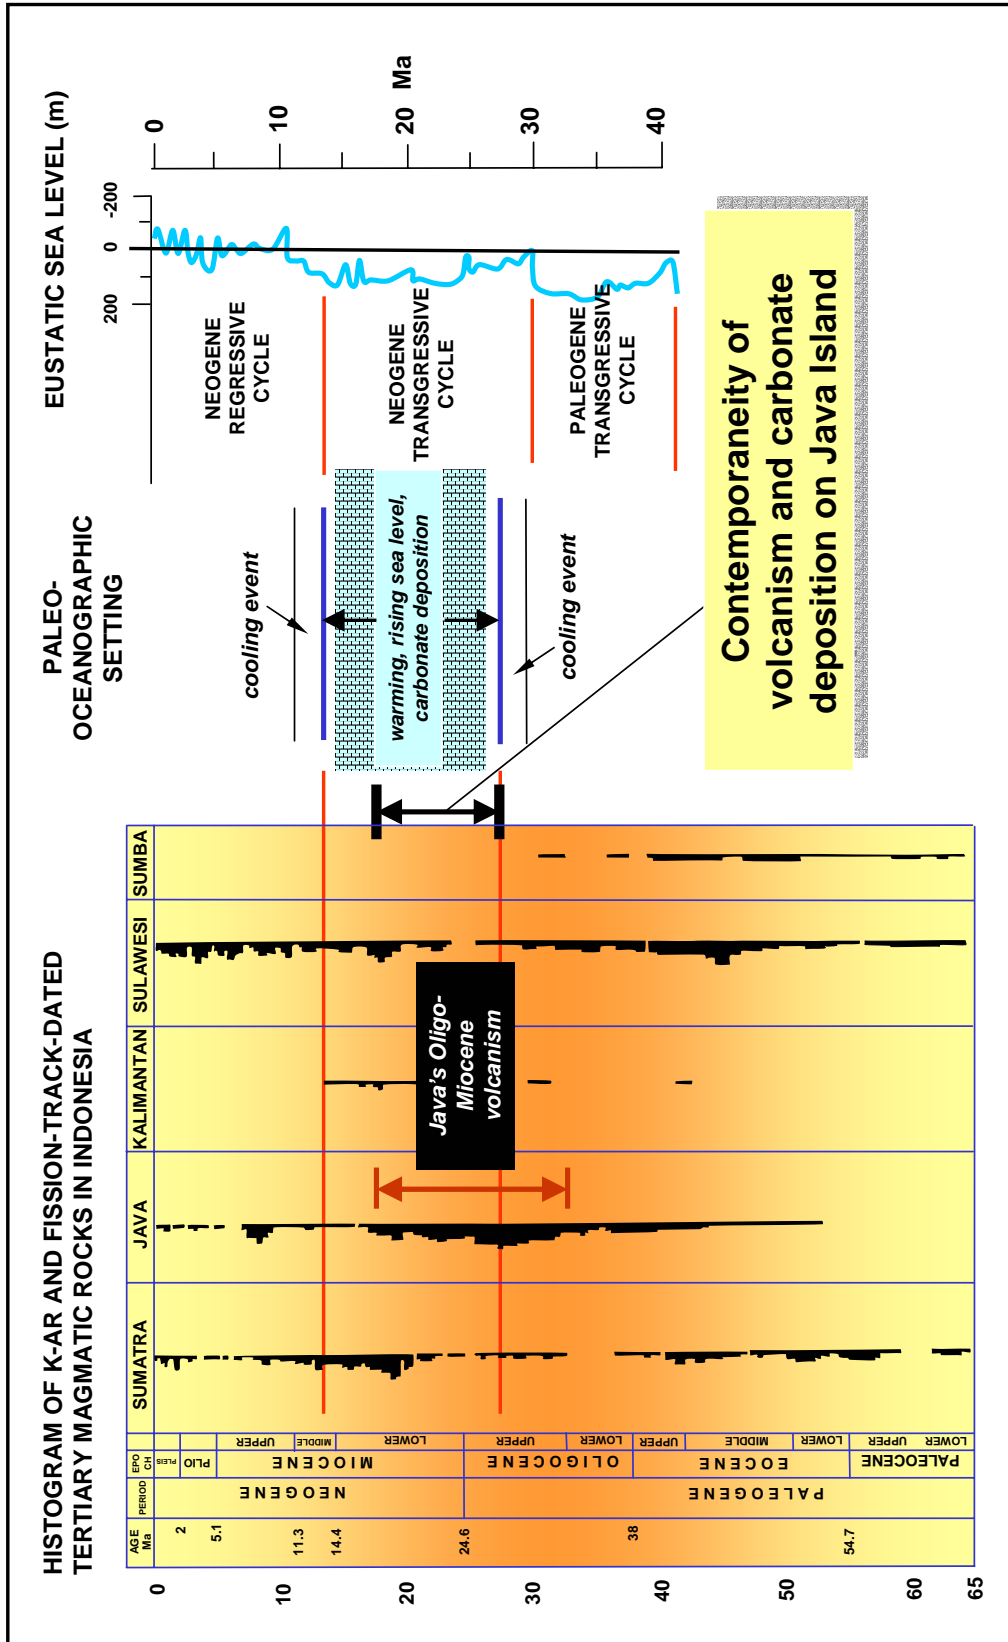 HISTOGRAM OF K-AR AND FISSION-TRACK-DATED
TERTIARY MAGMATIC ROCKS IN INDONESIA
PALEO-
OCEANOGRAPHIC
SETTING
EUSTATIC SEA LEVEL (m)
AGE
Ma
PERIOD
EPO
CH
SUMATRA
JAVA
KALIMANTAN
SULAWESI
SUMBA
200
0
-200
0
10
20
30
40
50
60
65
2
5.1
11.3
14.4
24.6
38
54.7
NEOGENE
PALEOGENE
PLEIS
PLIO
MIOCENE
OLIGOCENE
EOCENE
PALEOCENE
UPPER
MIDDLE
LOWER
UPPER
LOWER
UPPER
MIDDLE
LOWER
UPPER
LOWER
Java's Oligo-
Miocene
volcanism
cooling event
warming, rising sea level,
carbonate deposition
cooling event
NEOGENE
REGRESSIVE
CYCLE
NEOGENE
TRANSGRESSIVE
CYCLE
PALEOGENE
TRANSGRESSIVE
CYCLE
0
10
20
30
40
Ma
Contemporaneity of
volcanism and carbonate
deposition on Java Island